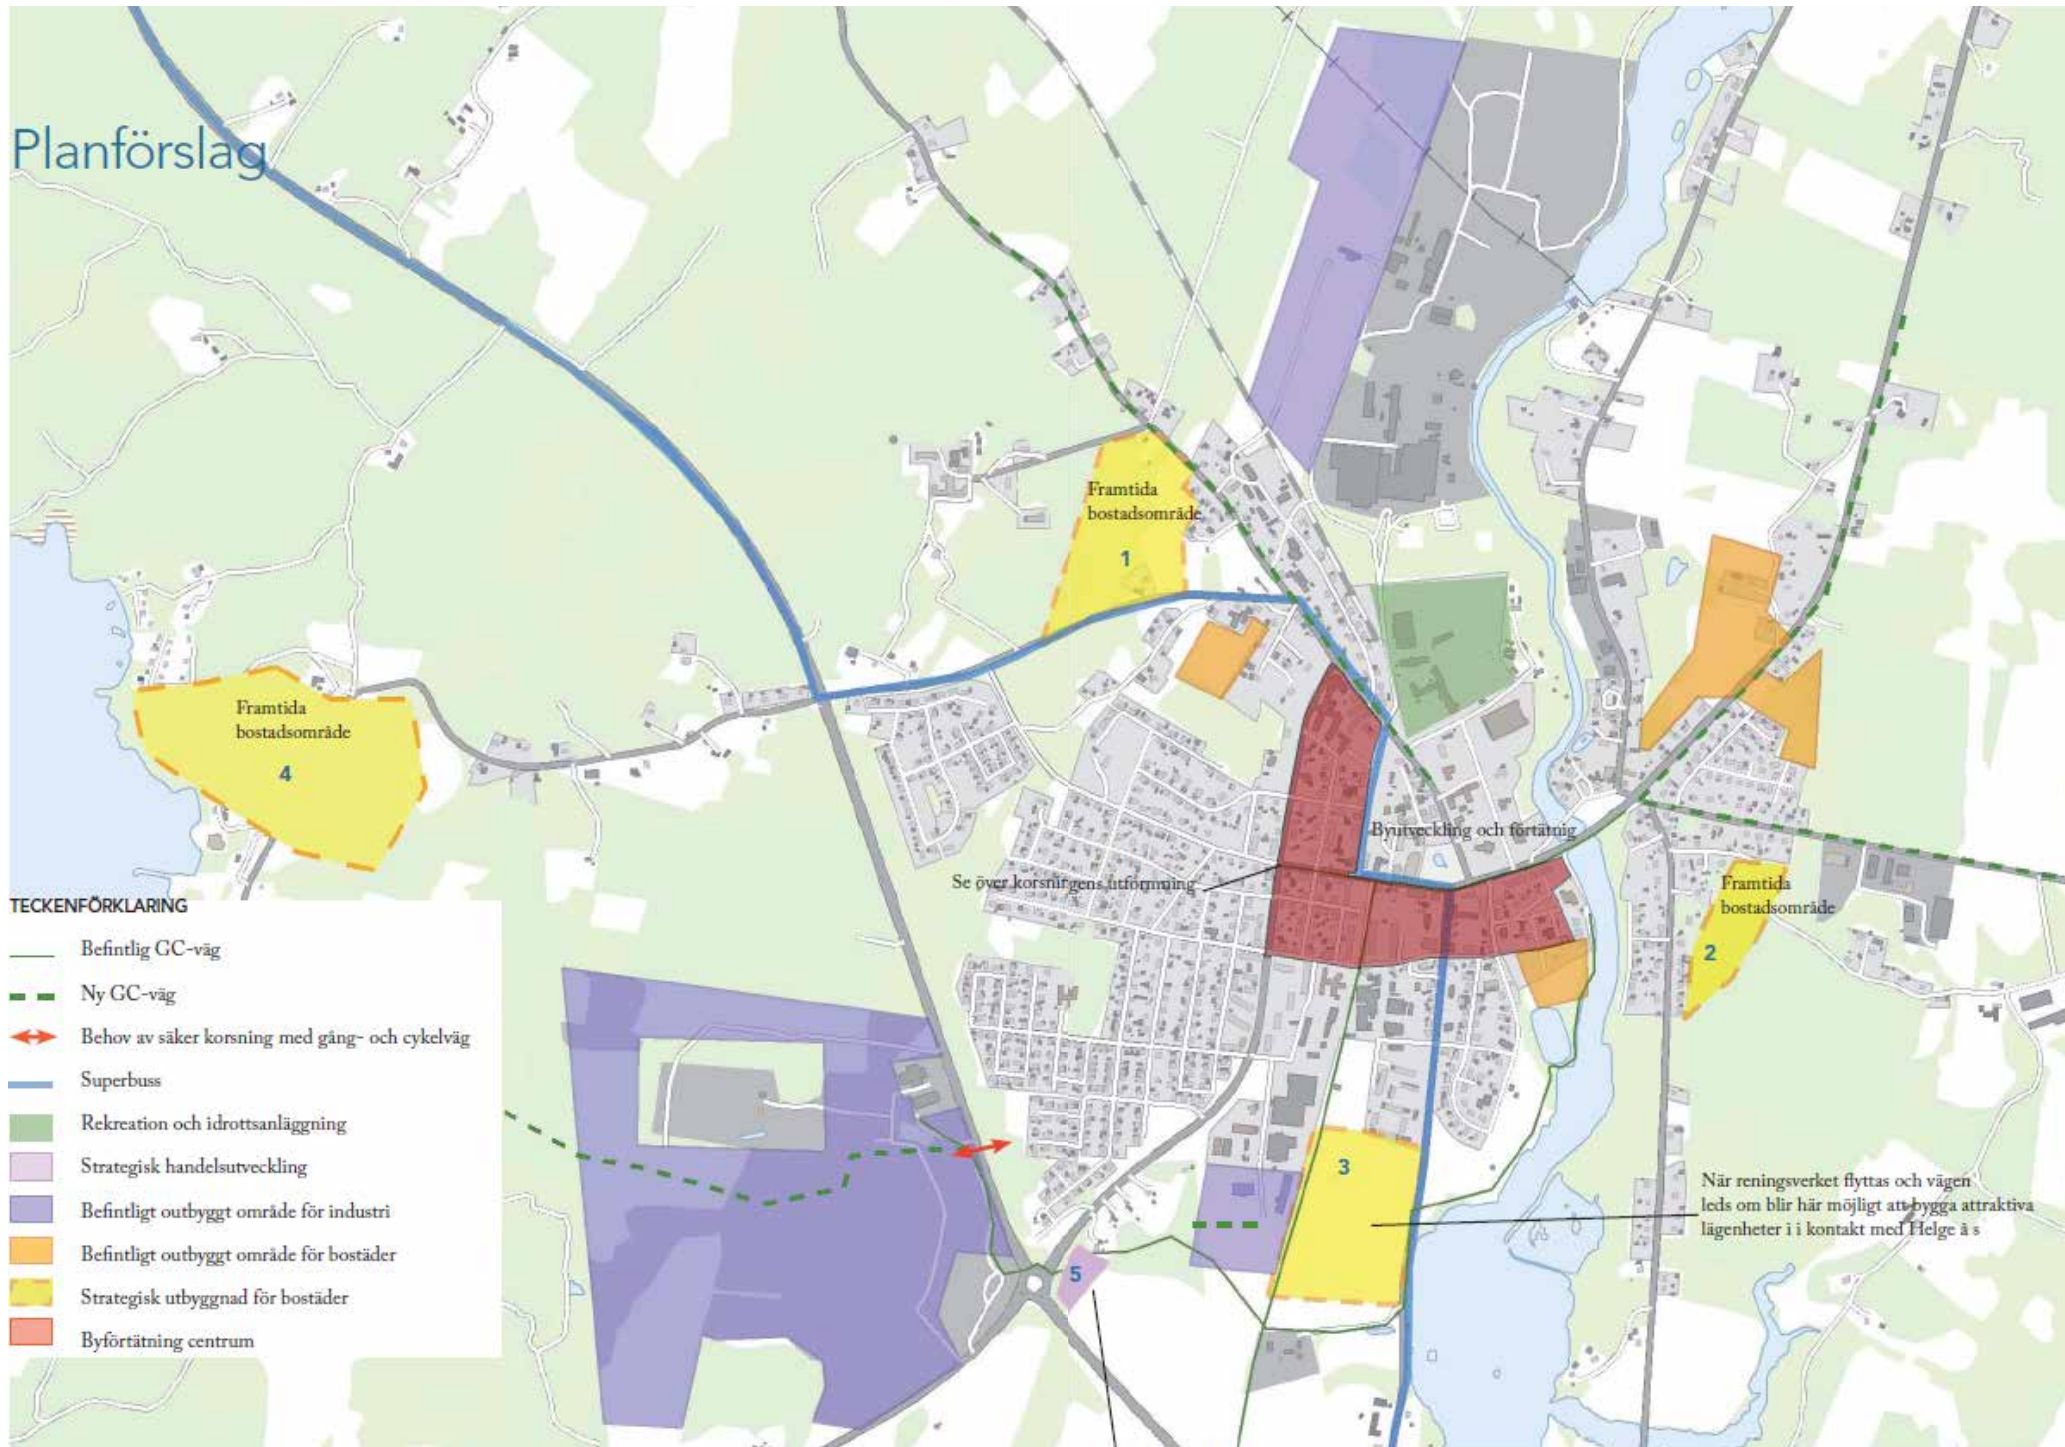 Planförslag
Framtida
bostadsområde
1
Framtida
bostadsområde
4
Byutveckling och förtätnig
Se över korsningens utformning
Framtida
bostadsområde
2
3
När reningsverket flyttas och vägen
leds om blir här möjligt att bygga attraktiva
lägenheter i i kontakt med Helge å s
5
TECKENFÖRKLARING
Befintlig GC-väg
Ny GC-väg
Behov av säker korsning med gång- och cykelväg
Superbuss
Rekreation och idrottsanläggning
Strategisk handelsutveckling
Befintligt outbyggt område för industri
Befintligt outbyggt område för bostäder
Strategisk utbyggnad för bostäder
Byförtätning centrum